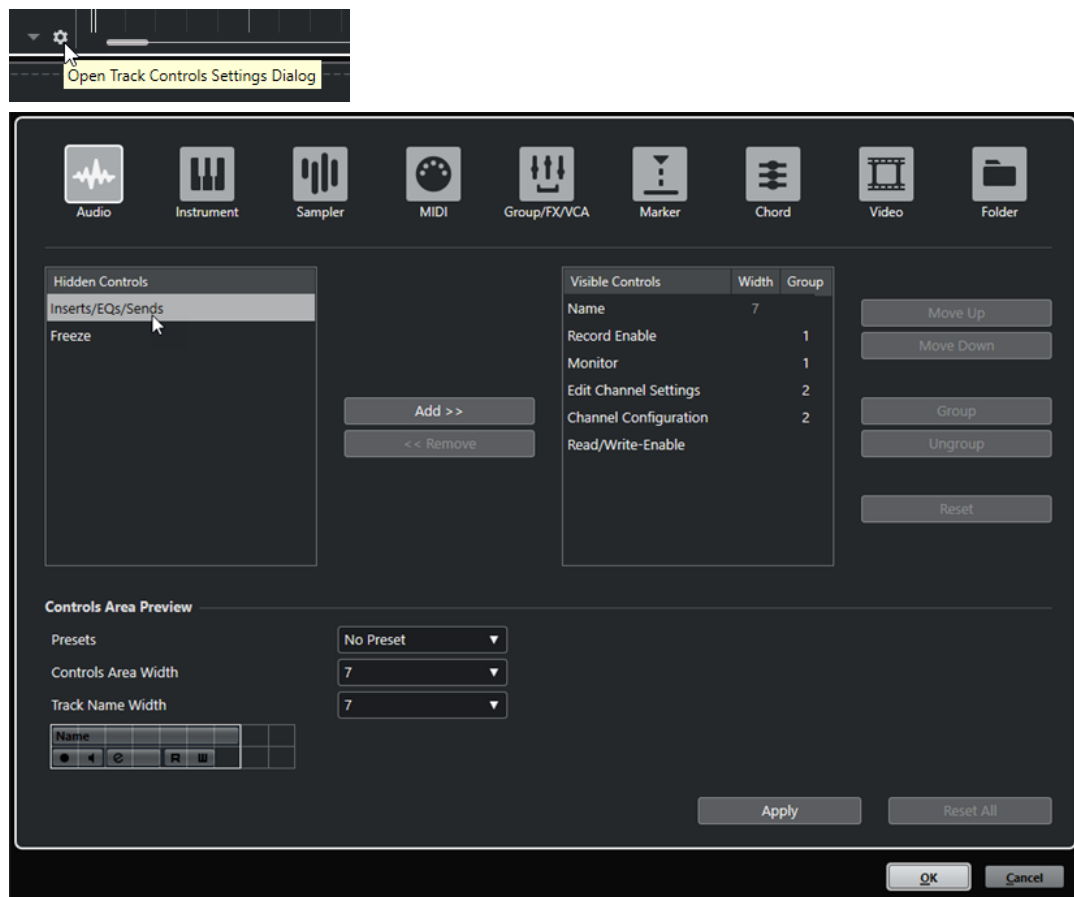 Open Track Controls Settings Dialog
Audio Instrument Sampler MIDI Group/FX/VCA Marker Chord Video Folder
Hidden Controls
Inserts/EQs/Sends
Freeze
Add >>
<< Remove
Visible Controls Width Group
Name 7
Record Enable 1
Monitor 1
Edit Channel Settings 2
Channel Configuration 2
Read/Write-Enable
Move Up
Move Down
Group
Ungroup
Reset
Controls Area Preview
Presets No Preset
Controls Area Width 7
Track Name Width 7
Name
e R W
Apply Reset All
OK Cancel